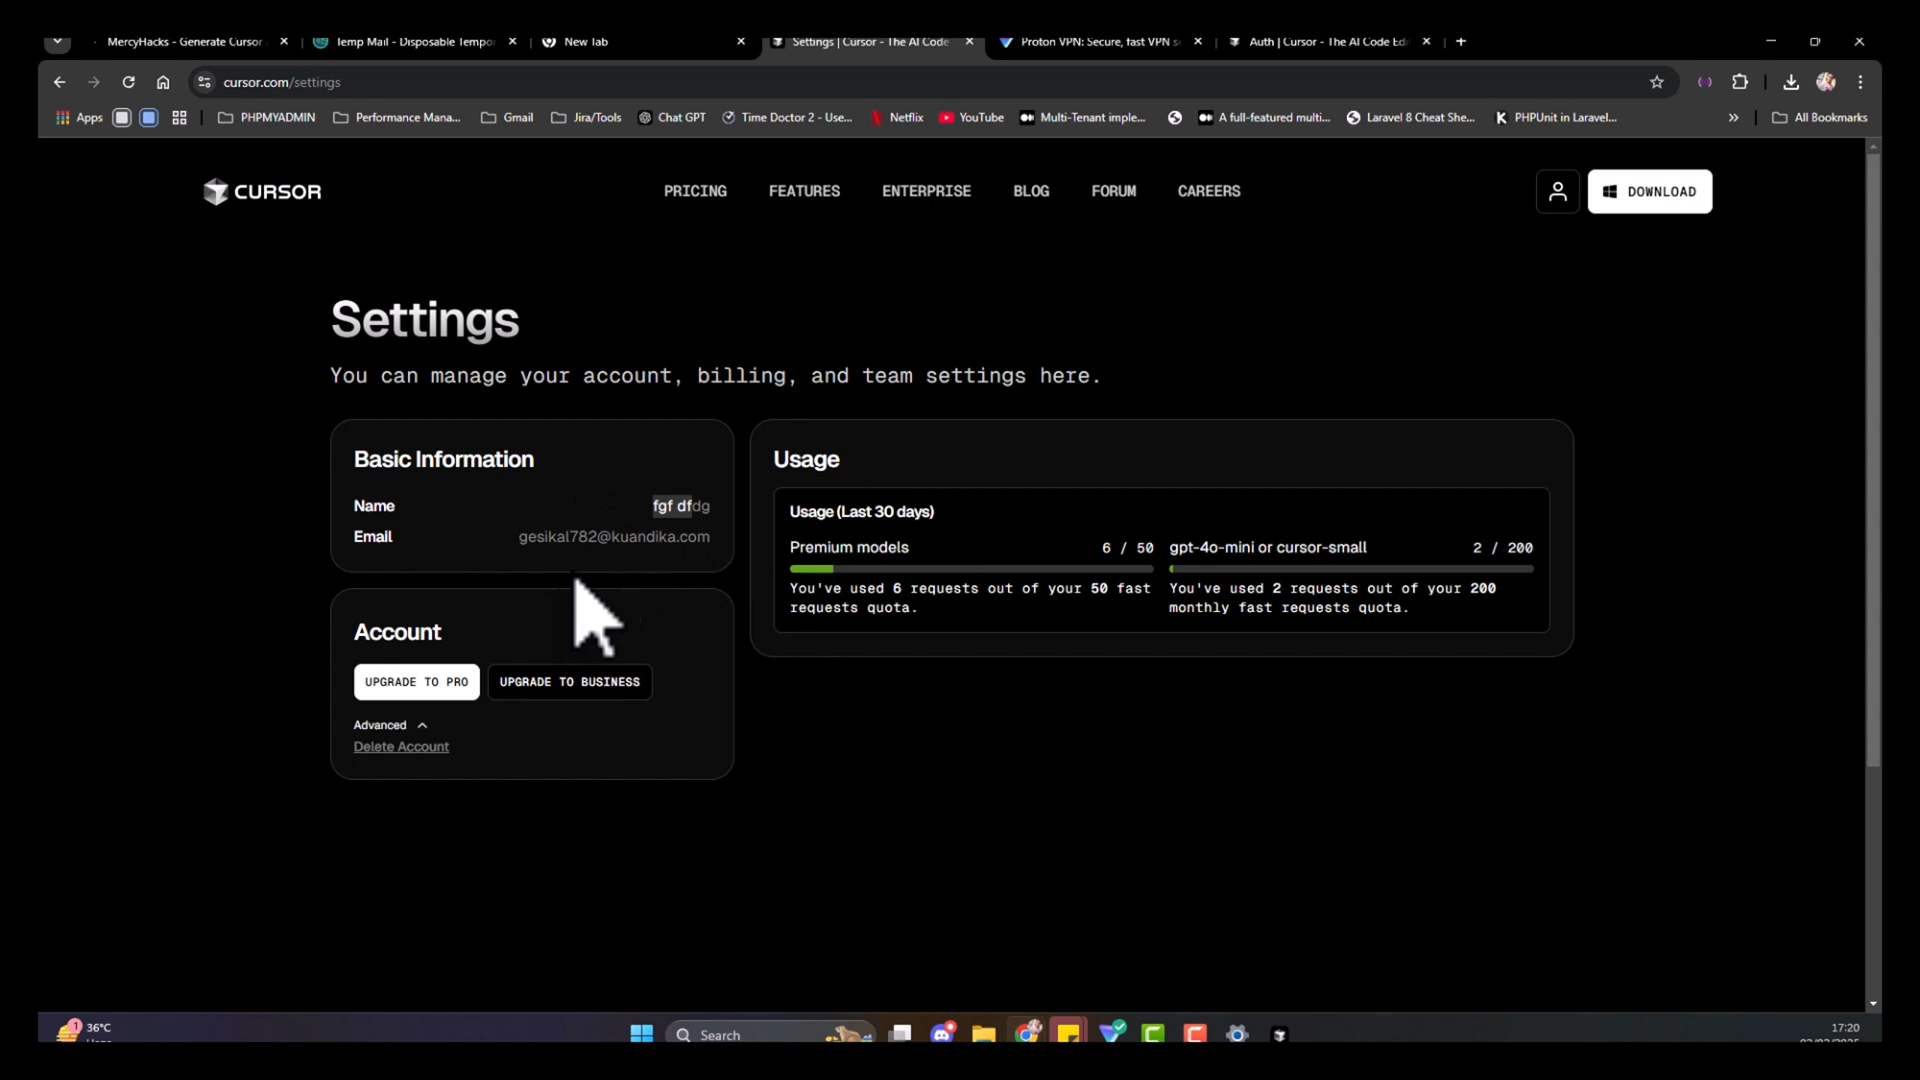 MercyHacks - Generate Cursor
Temp Mail - Disposable Tempo
New Tab
Settings | Cursor - The AI Code
Proton VPN: Secure, fast VPN s
Auth | Cursor - The AI Code Edi
cursor.com/settings
Apps
PHPMYADMIN
Performance Mana...
Gmail
Jira/Tools
Chat GPT
Time Doctor 2 - Use...
Netflix
YouTube
Multi-Tenant imple...
A full-featured multi...
Laravel 8 Cheat She...
K
PHPUnit in Laravel...
»
All Bookmarks
CURSOR
PRICING
FEATURES
ENTERPRISE
BLOG
FORUM
CAREERS
DOWNLOAD
Settings
You can manage your account, billing, and team settings here.
Basic Information
Name
fgf dfdg
Email
gesikal782@kuandika.com
Account
UPGRADE TO PRO
UPGRADE TO BUSINESS
Advanced
Delete Account
Usage
Usage (Last 30 days)
Premium models
6 / 50
You've used 6 requests out of your 50 fast
requests quota.
gpt-4o-mini or cursor-small
2 / 200
You've used 2 requests out of your 200
monthly fast requests quota.
1
36°C
Search
17:20